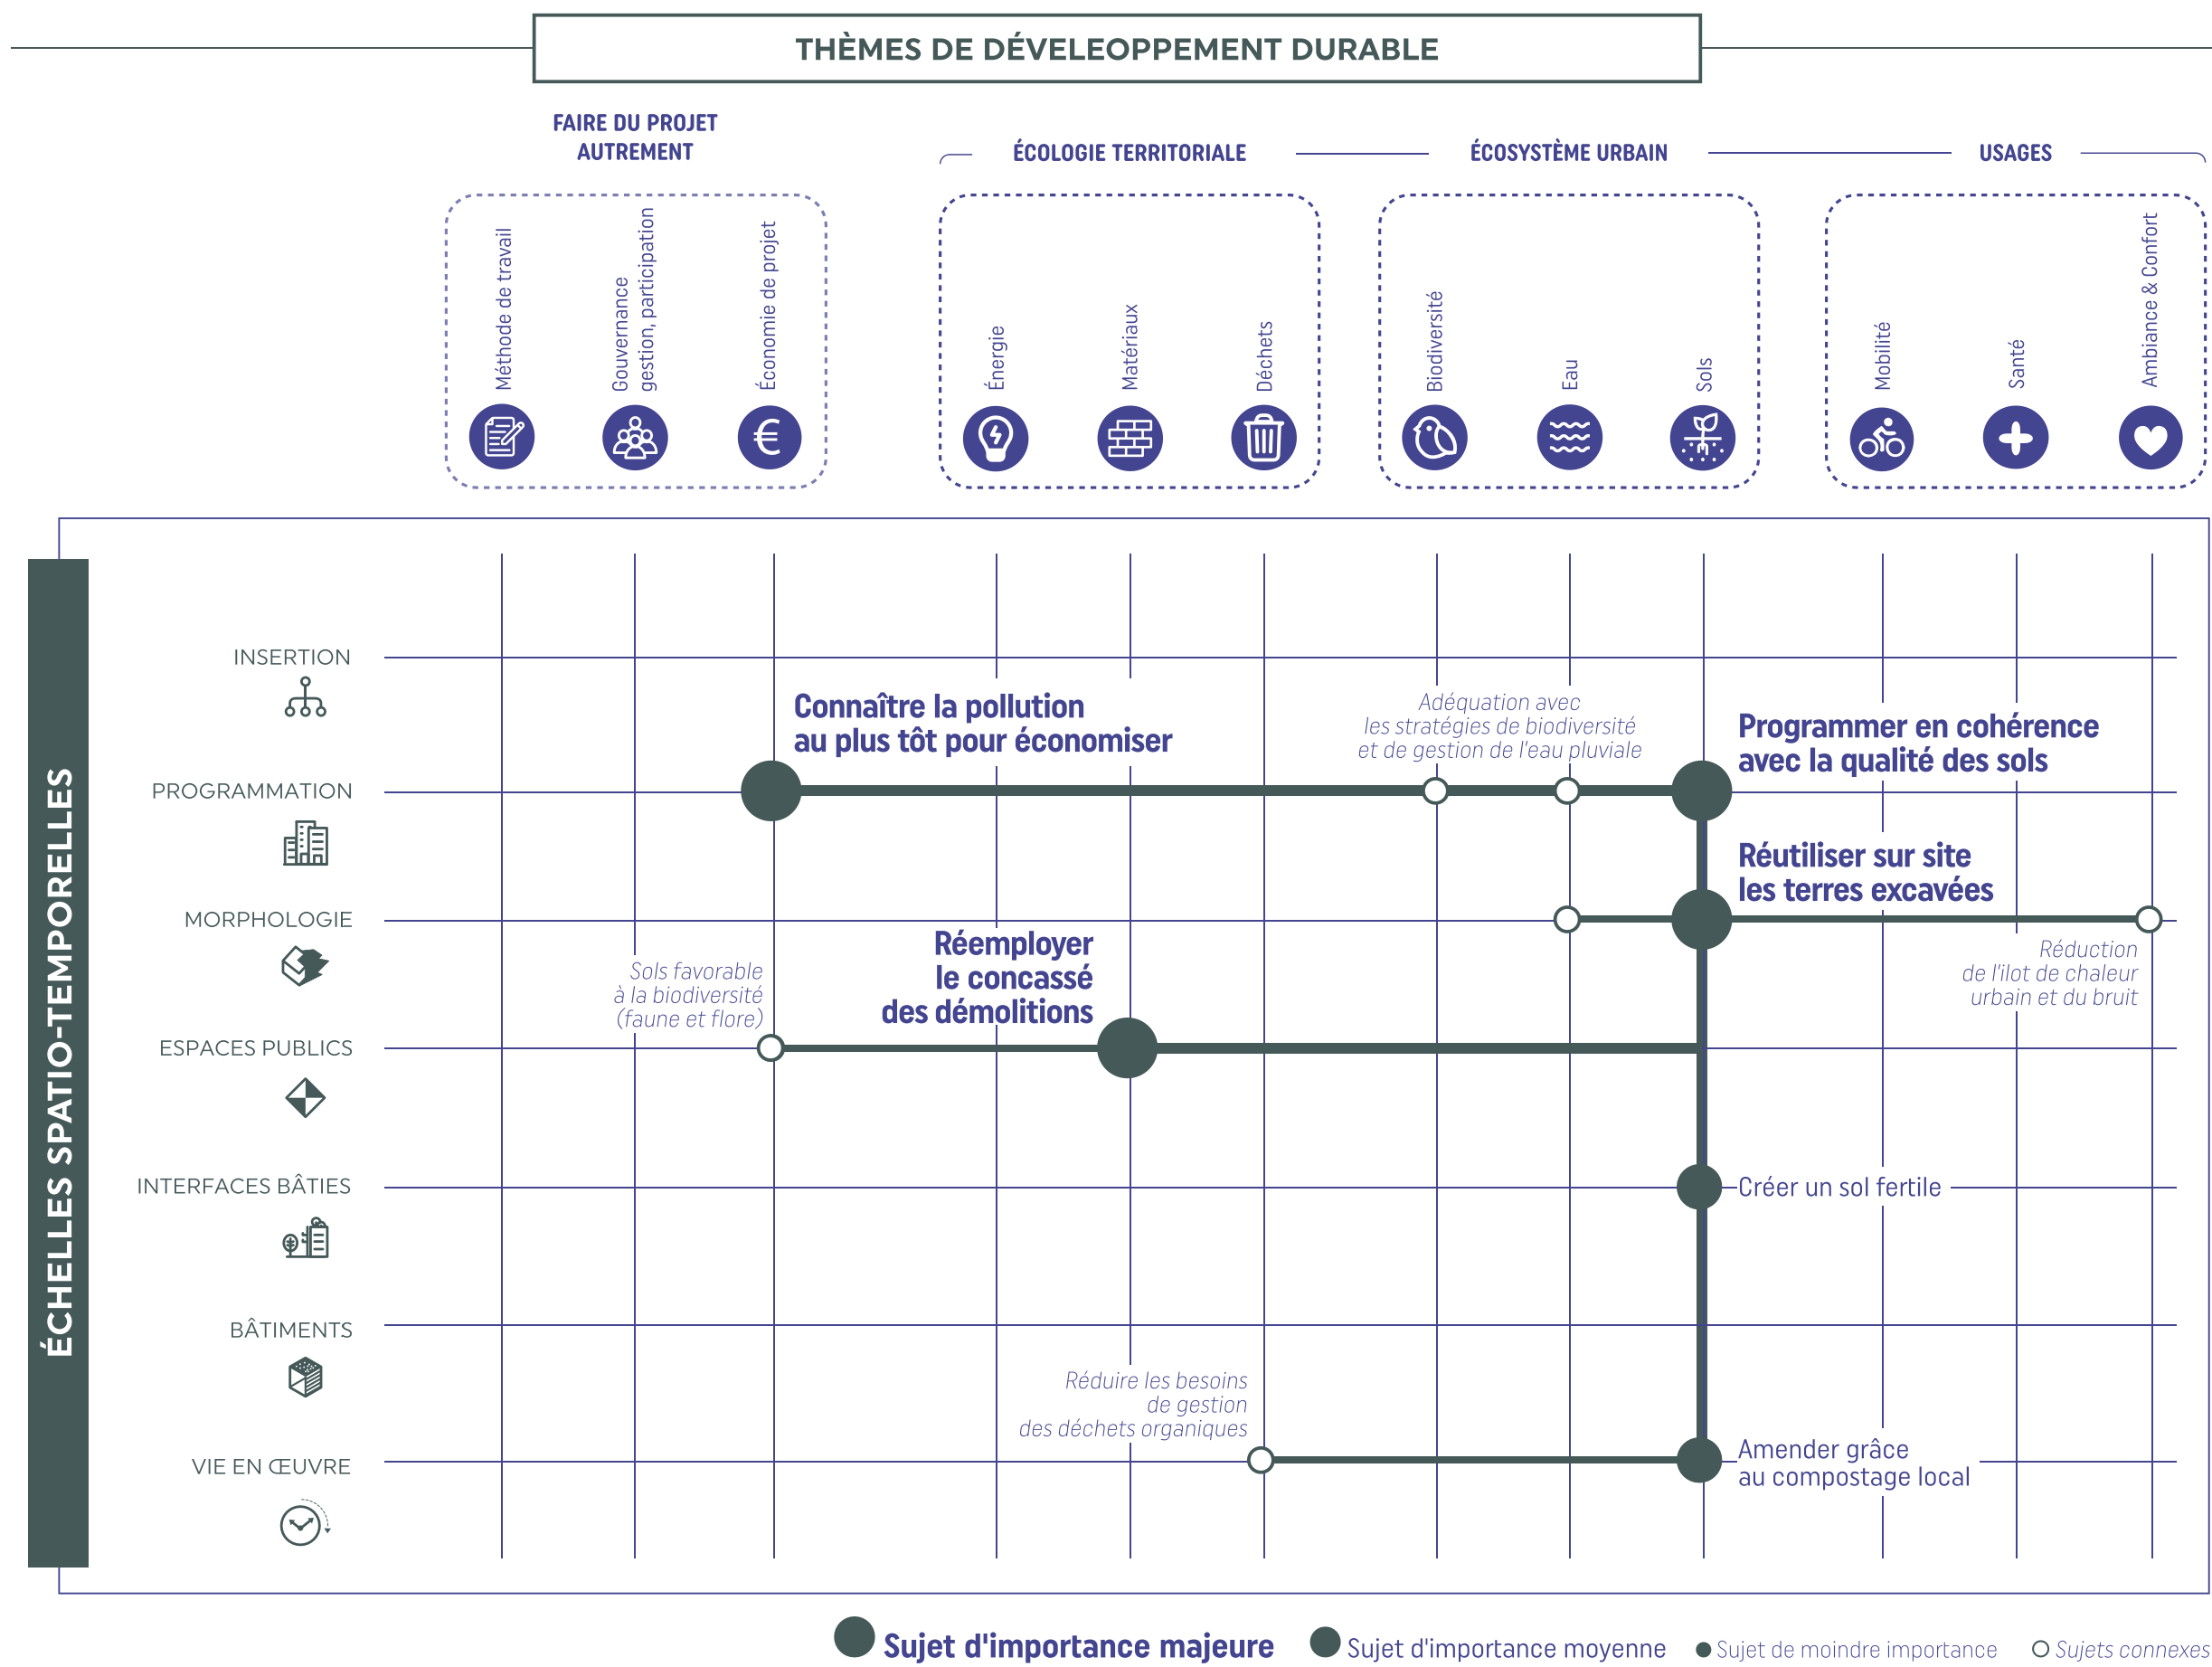 THÈMES DE DÉVELEOPPEMENT DURABLE
FAIRE DU PROJET
AUTREMENT
ÉCOLOGIE TERRITORIALE
ÉCOSYSTÈME URBAIN
USAGES
Méthode de travail
Gouvernance
gestion, participation
Économie de projet
Énergie
Matériaux
Déchets
Biodiversité
Eau
Sols
Mobilité
Santé
Ambiance & Confort
ÉCHELLES SPATIO-TEMPORELLES
INSERTION
Connaître la pollution
au plus tôt pour économiser
Adéquation avec
les stratégies de biodiversité
et de gestion de l'eau pluviale
Programmer en cohérence
avec la qualité des sols
PROGRAMMATION
Réutiliser sur site
les terres excavées
MORPHOLOGIE
Réemployer
le concassé
des démolitions
Sols favorable
à la biodiversité
(faune et flore)
Réduction
de l'ilot de chaleur
urbain et du bruit
ESPACES PUBLICS
INTERFACES BÂTIES
Créer un sol fertile
BÂTIMENTS
Réduire les besoins
de gestion
des déchets organiques
VIE EN ŒUVRE
Amender grâce
au compostage local
Sujet d'importance majeure
Sujet d'importance moyenne
Sujet de moindre importance
Sujets connexes